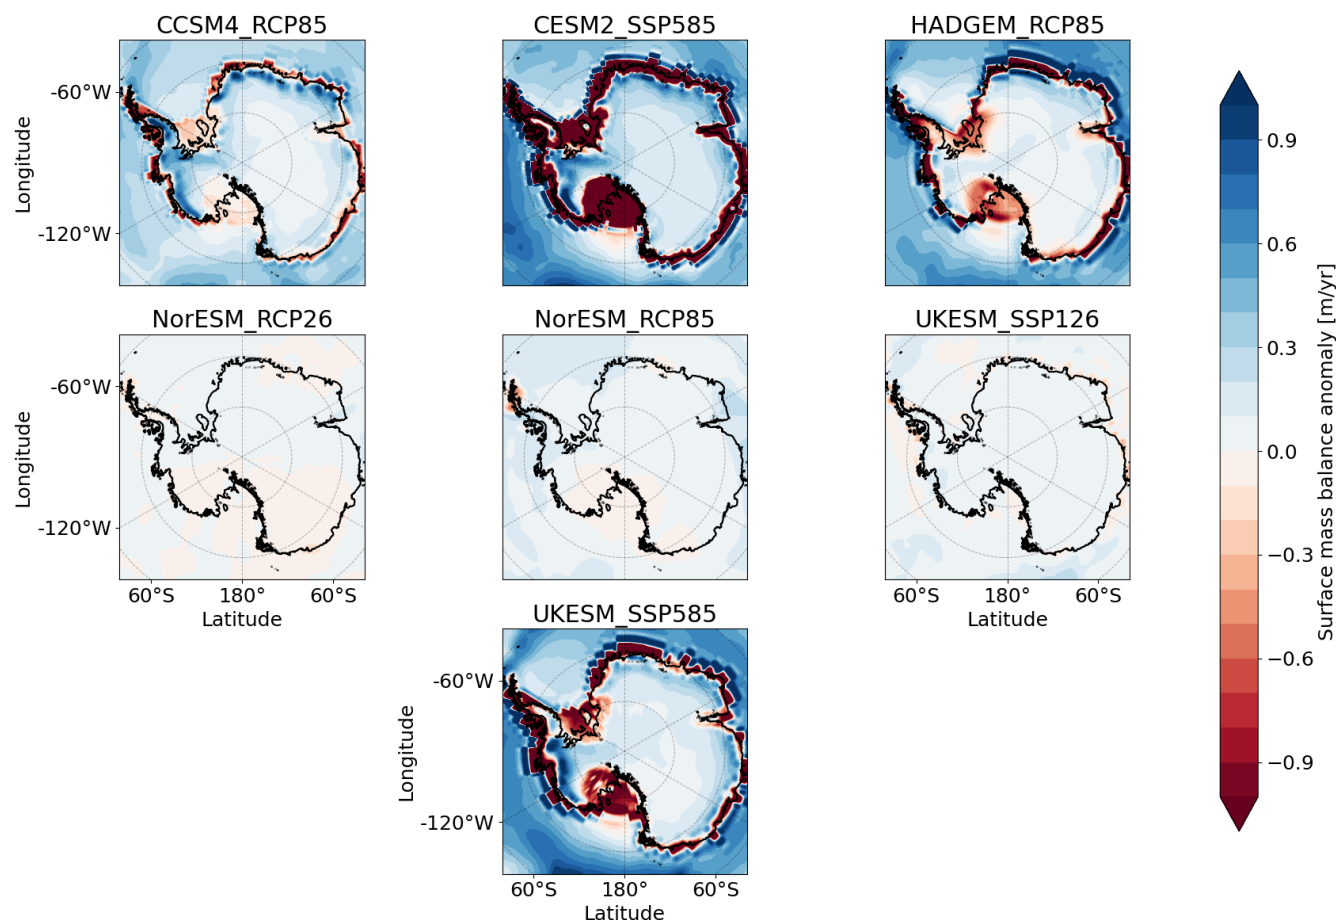 CCSM4_RCP85
CESM2_SSP585
HADGEM_RCP85
-60°W
-120°W
Longitude
NorESM_RCP26
NorESM_RCP85
UKESM_SSP126
-60°W
-120°W
Longitude
60°S 180° 60°S
Latitude
60°S 180° 60°S
Latitude
UKESM_SSP585
-60°W
-120°W
Longitude
60°S 180° 60°S
Latitude
0.9
0.6
0.3
0.0
−0.3
−0.6
−0.9
Surface mass balance anomaly [m/yr]